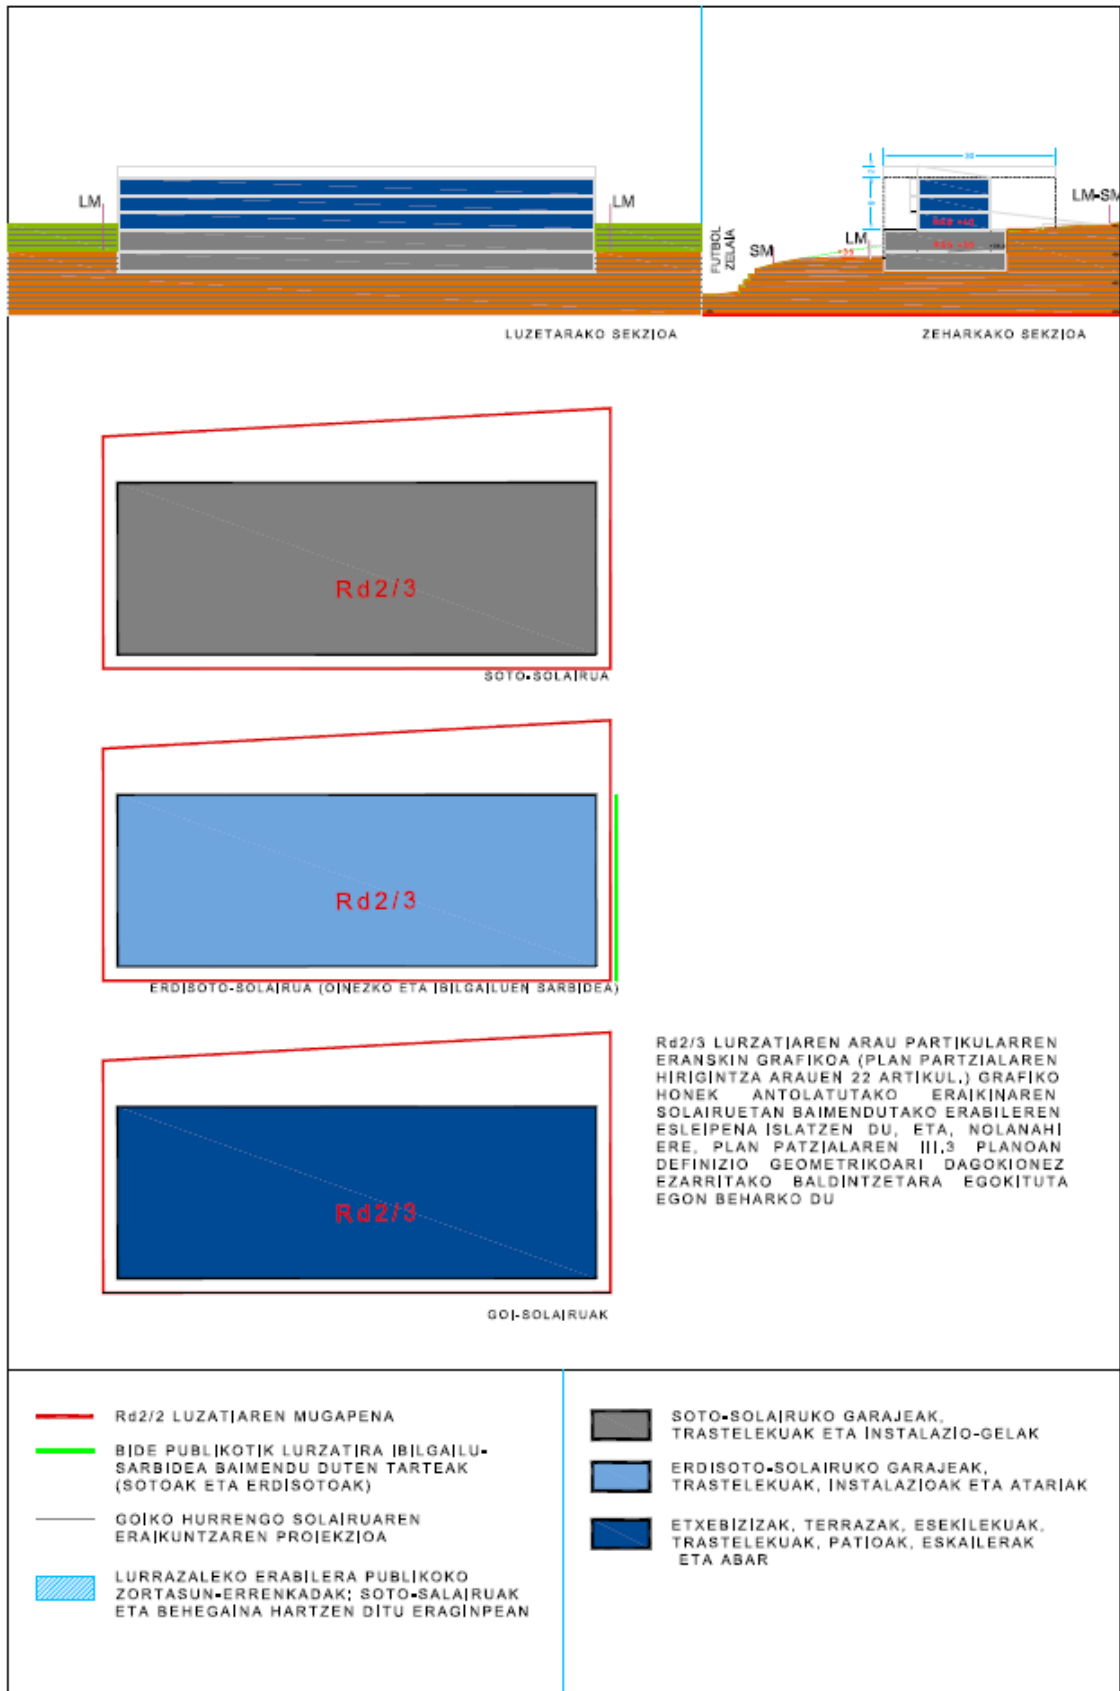 LM
LM
LUZETARAKO SEKZIOA
FUTBOL
ZELAIA
SM
LM
LM-SM
ZEHARKAKO SEKZIOA
Rd2/3
SOTO-SOLAIRUA
Rd2/3
ERDISOTO-SOLAIRUA (OINEZKO ETA IBILGAILUEN SARBIDEA)
Rd2/3
GOI-SOLAIRUAK
Rd2/3 LURZATIAREN ARAU PARTIKULARREN
ERANSKIN GRAFIKOA (PLAN PARTZIALAREN
HIRIGINTZA ARAUEN 22 ARTIKUL.) GRAFIKO
HONEK ANTOLATUTAKO ERAIKINAREN
SOLAIRUETAN BAIMENDUTAKO ERABILEREN
ESLEIPENA ISLATZEN DU, ETA, NOLANAHI
ERE, PLAN PATZIALAREN III.3 PLANOAN
DEFINIZIO GEOMETRIKOARI DAGOKIONEZ
EZARRITAKO BALDINTZETARA EGOKITUTA
EGON BEHARKO DU
Rd2/2 LUZATIAREN MUGAPENA
BIDE PUBLIKOTIK LURZATIRA IBILGAILU-
SARBIDEA BAIMENDU DUTEN TARTEAK
(SOTOAK ETA ERDISOTOAK)
GOIKO HURRENGO SOLAIRUAREN
ERAIKUNTZAREN PROIEKZIOA
LURRAZALEKO ERABILERA PUBLIKOKO
ZORTASUN-ERRENKADAK; SOTO-SALAIRUAK
ETA BEHEGAINA HARTZEN DITU ERAGINPEAN
SOTO-SOLAIRUKO GARAJEAK,
TRASTELEKUAK ETA INSTALAZIO-GELAK
ERDISOTO-SOLAIRUKO GARAJEAK,
TRASTELEKUAK, INSTALAZIOAK ETA ATARIAK
ETXEBIZIZAK, TERRAZAK, ESEKILEKUAK,
TRASTELEKUAK, PATIOAK, ESKAILERAK
ETA ABAR